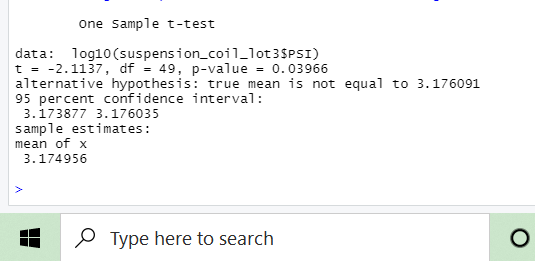 One Sample t-test
data:  log10(suspension_coil_lot3$PSI)
t = -2.1137, df = 49, p-value = 0.03966
alternative hypothesis: true mean is not equal to 3.176091
95 percent confidence interval:
 3.173877 3.176035
sample estimates:
mean of x
 3.174956
>
Type here to search